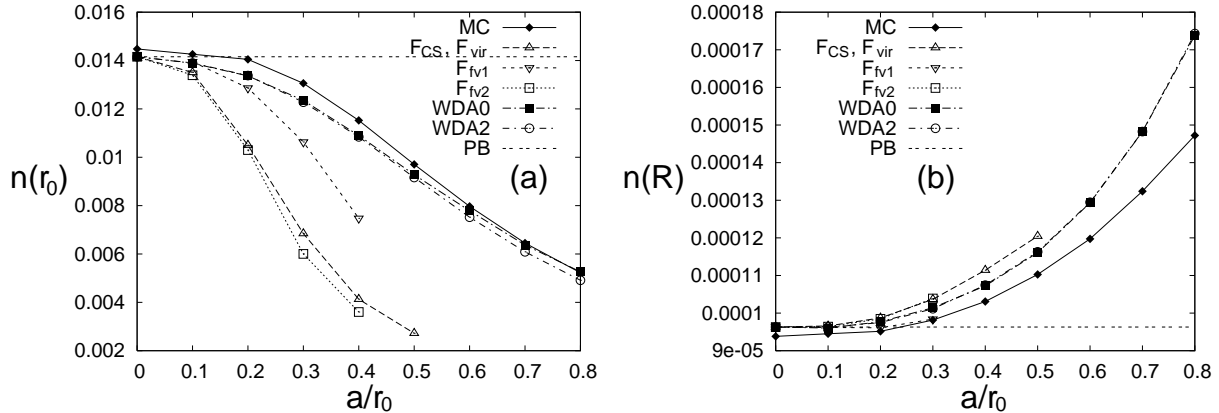 0.016
0.014
0.012
0.01
0.008
0.006
0.004
0.002
n(r0)
0 0.1 0.2 0.3 0.4 0.5 0.6 0.7 0.8
a/r0
MC
FCS, Fvir
Ffv1
Ffv2
WDA0
WDA2
PB
(a)
0.00018
0.00017
0.00016
0.00015
0.00014
0.00013
0.00012
0.00011
0.0001
9e-05
n(R)
0 0.1 0.2 0.3 0.4 0.5 0.6 0.7 0.8
a/r0
MC
FCS, Fvir
Ffv1
Ffv2
WDA0
WDA2
PB
(b)